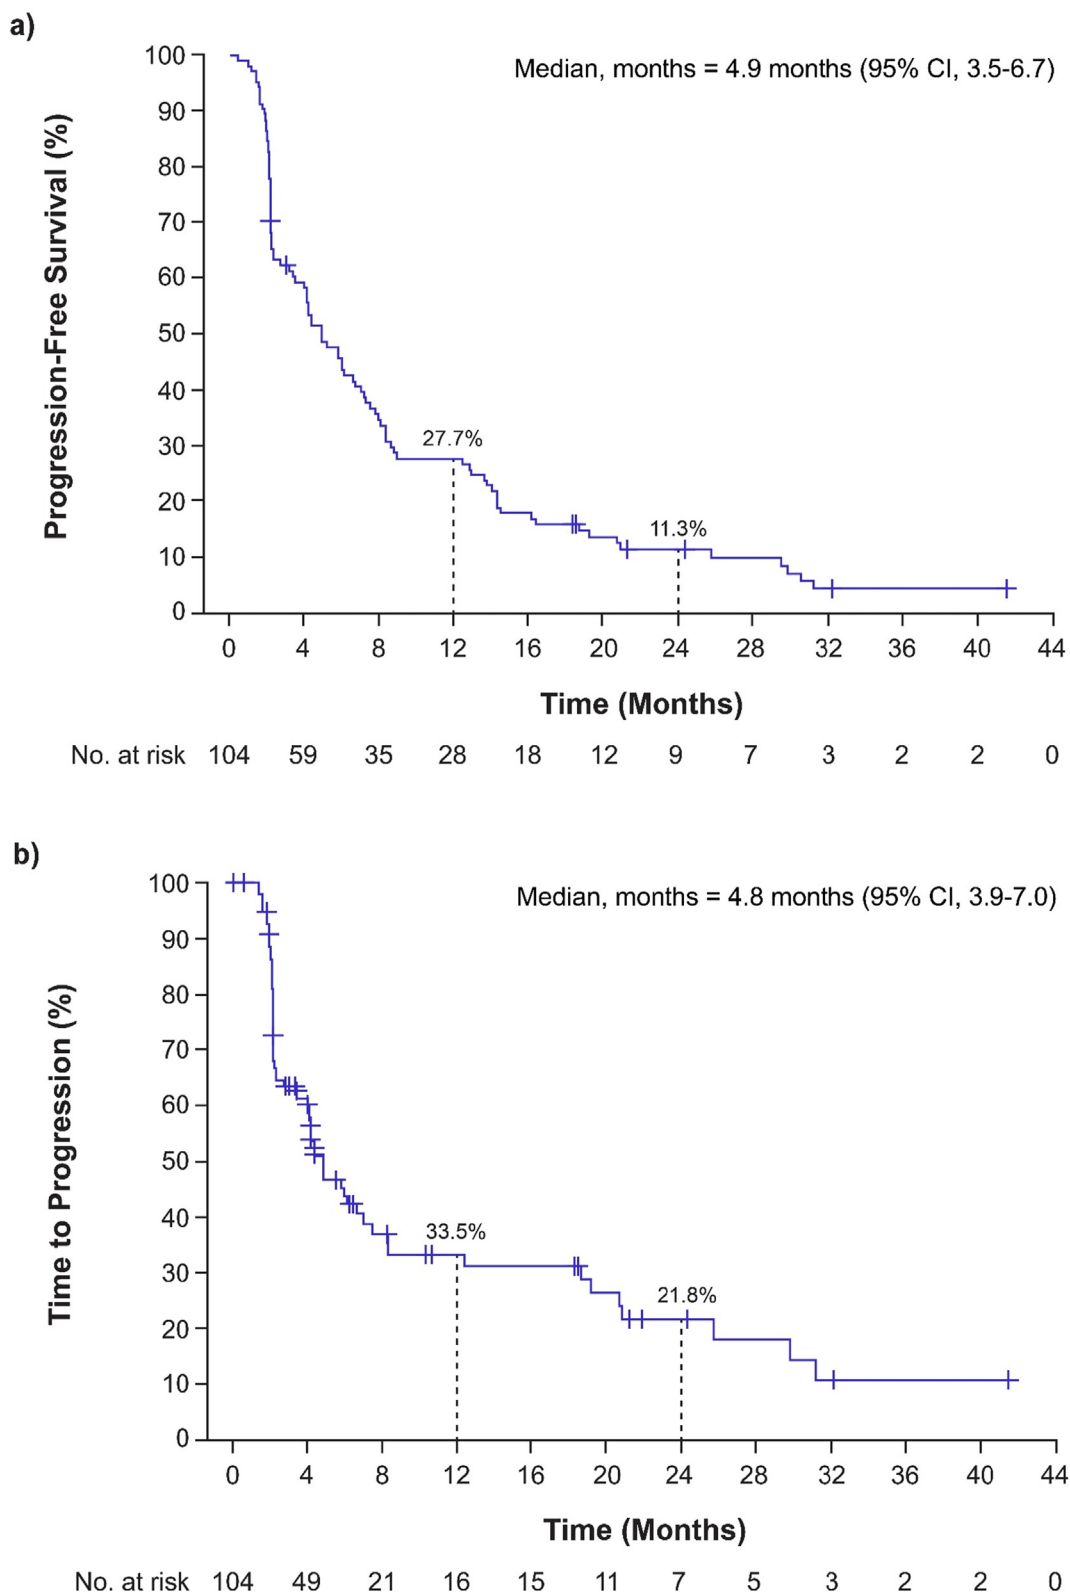 a)
Median, months = 4.9 months (95% CI, 3.5-6.7)
Progression-Free Survival (%)
100
90
80
70
60
50
40
30
20
10
0
27.7%
11.3%
0 4 8 12 16 20 24 28 32 36 40 44
Time (Months)
No. at risk 104 59 35 28 18 12 9 7 3 2 2 0
b)
Median, months = 4.8 months (95% CI, 3.9-7.0)
Time to Progression (%)
100
90
80
70
60
50
40
30
20
10
0
33.5%
21.8%
0 4 8 12 16 20 24 28 32 36 40 44
Time (Months)
No. at risk 104 49 21 16 15 11 7 5 3 2 2 0